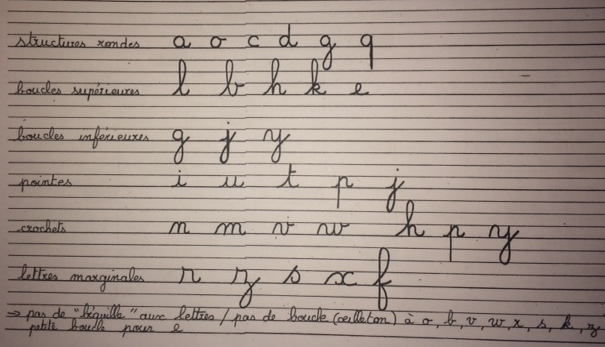 structures rondes a o c d g q
boucles supérieures l b h k e
boucles inférieures g j y
pointes i u t p j
crochets n m v w h p y
lettres marginales r z s x f
→ pas de "béquille" aux lettres / pas de boucle (œilleton) à o, b, v, w, r, s, k, z
petite boucle pour e